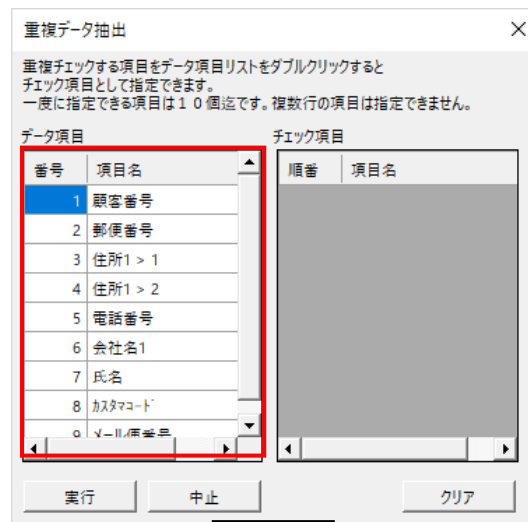 重複データ抽出
重複チェックする項目をデータ項目リストをダブルクリックすると
チェック項目として指定できます。
一度に指定できる項目は１０個迄です。複数行の項目は指定できません。
データ項目
チェック項目
番号 項目名
順番 項目名
1 顧客番号
2 郵便番号
3 住所1 > 1
4 住所1 > 2
5 電話番号
6 会社名1
7 氏名
8 ｶｽﾀﾏｺｰﾄﾞ
9 メール便番号
実行 中止 クリア